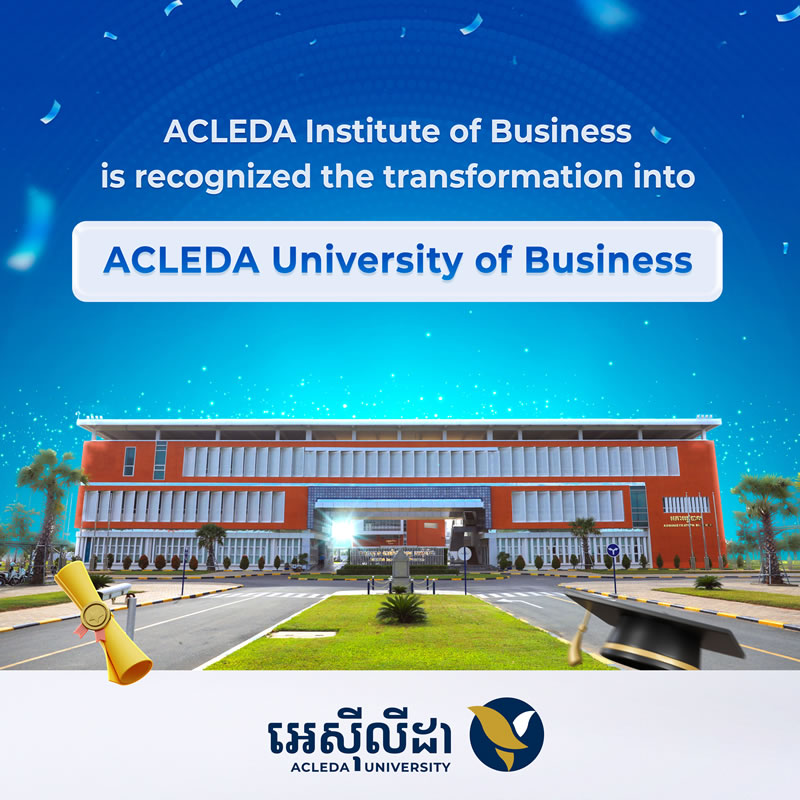 ACLEDA Institute of Business
is recognized the transformation into
ACLEDA University of Business
អេស៊ីលីដា
ACLEDA UNIVERSITY